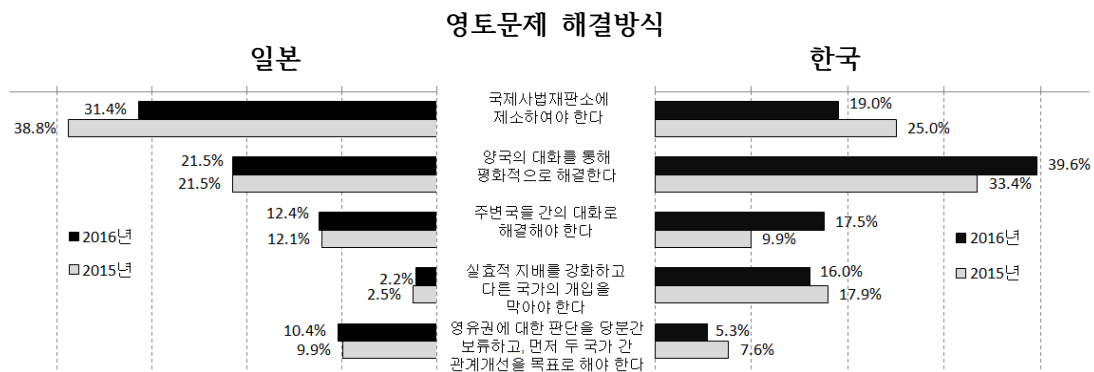 영토문제 해결방식
일본
한국
31.4%
38.8%
국제사법재판소에
제소하여야 한다
19.0%
25.0%
21.5%
21.5%
양국의 대화를 통해
평화적으로 해결한다
39.6%
33.4%
12.4%
12.1%
주변국들 간의 대화로
해결해야 한다
17.5%
9.9%
2016년
2015년
2016년
2015년
2.2%
2.5%
실효적 지배를 강화하고
다른 국가의 개입을
막아야 한다
16.0%
17.9%
10.4%
9.9%
영유권에 대한 판단을 당분간
보류하고, 먼저 두 국가 간
관계개선을 목표로 해야 한다
5.3%
7.6%